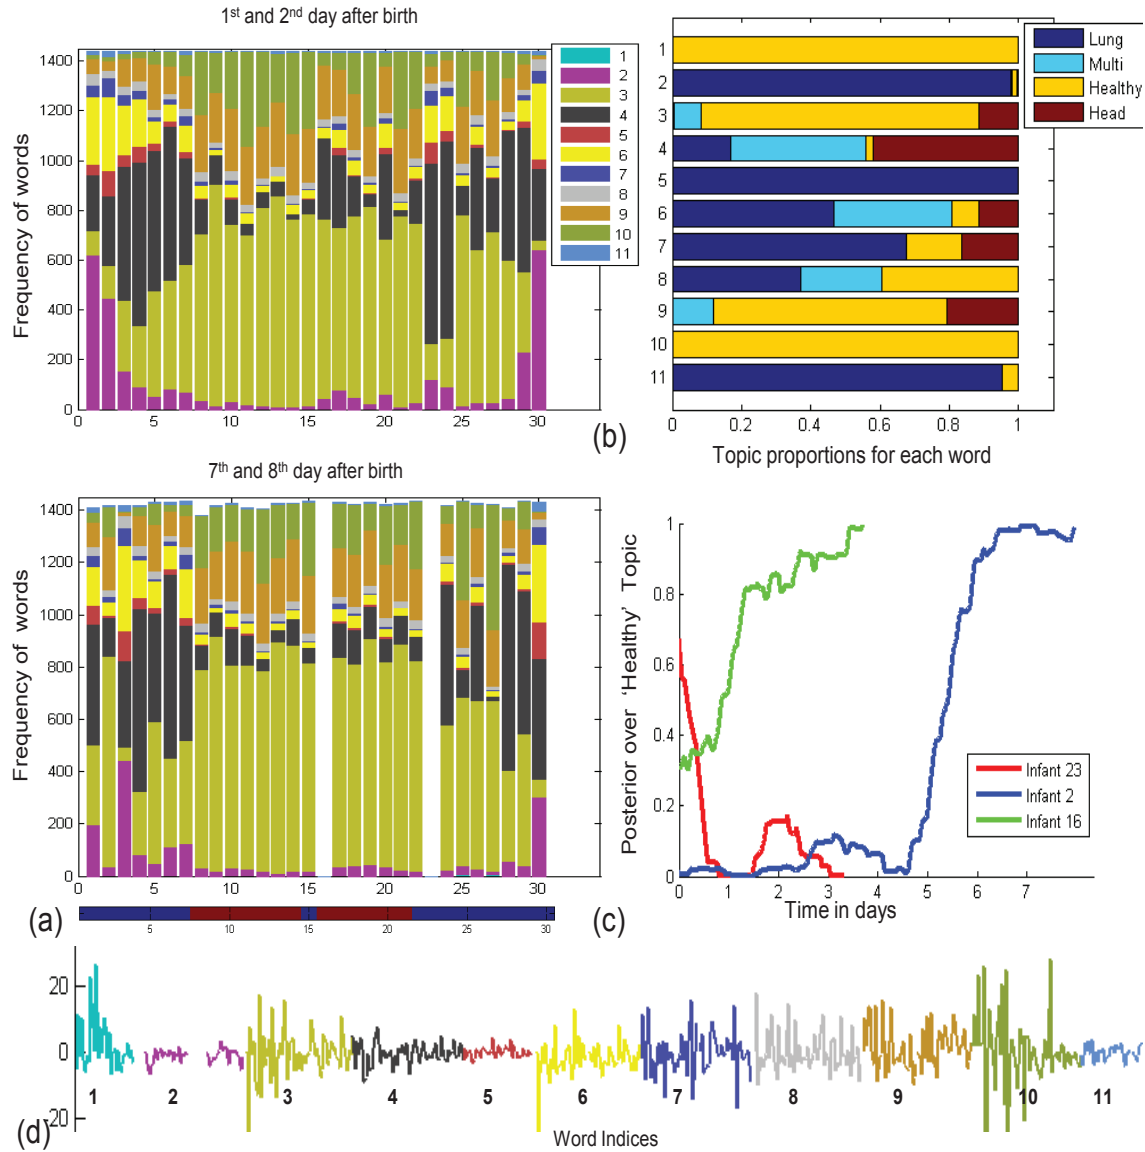 1st and 2nd day after birth
Frequency of words
1400
1200
1000
800
600
400
200
0
0 5 10 15 20 25 30
1
2
3
4
5
6
7
8
9
10
11
(b)
1
2
3
4
5
6
7
8
9
10
11
Lung
Multi
Healthy
Head
0 0.2 0.4 0.6 0.8 1
Topic proportions for each word
7th and 8th day after birth
Frequency of words
1400
1200
1000
800
600
400
200
0
0 5 10 15 20 25 30
(a)
5 10 15 20 25 30
Posterior over 'Healthy' Topic
1
0.8
0.6
0.4
0.2
0
Infant 23
Infant 2
Infant 16
0 1 2 3 4 5 6 7
(c)
Time in days
20
0
-20
1 2 3 4 5 6 7 8 9 10 11
(d)
Word Indices